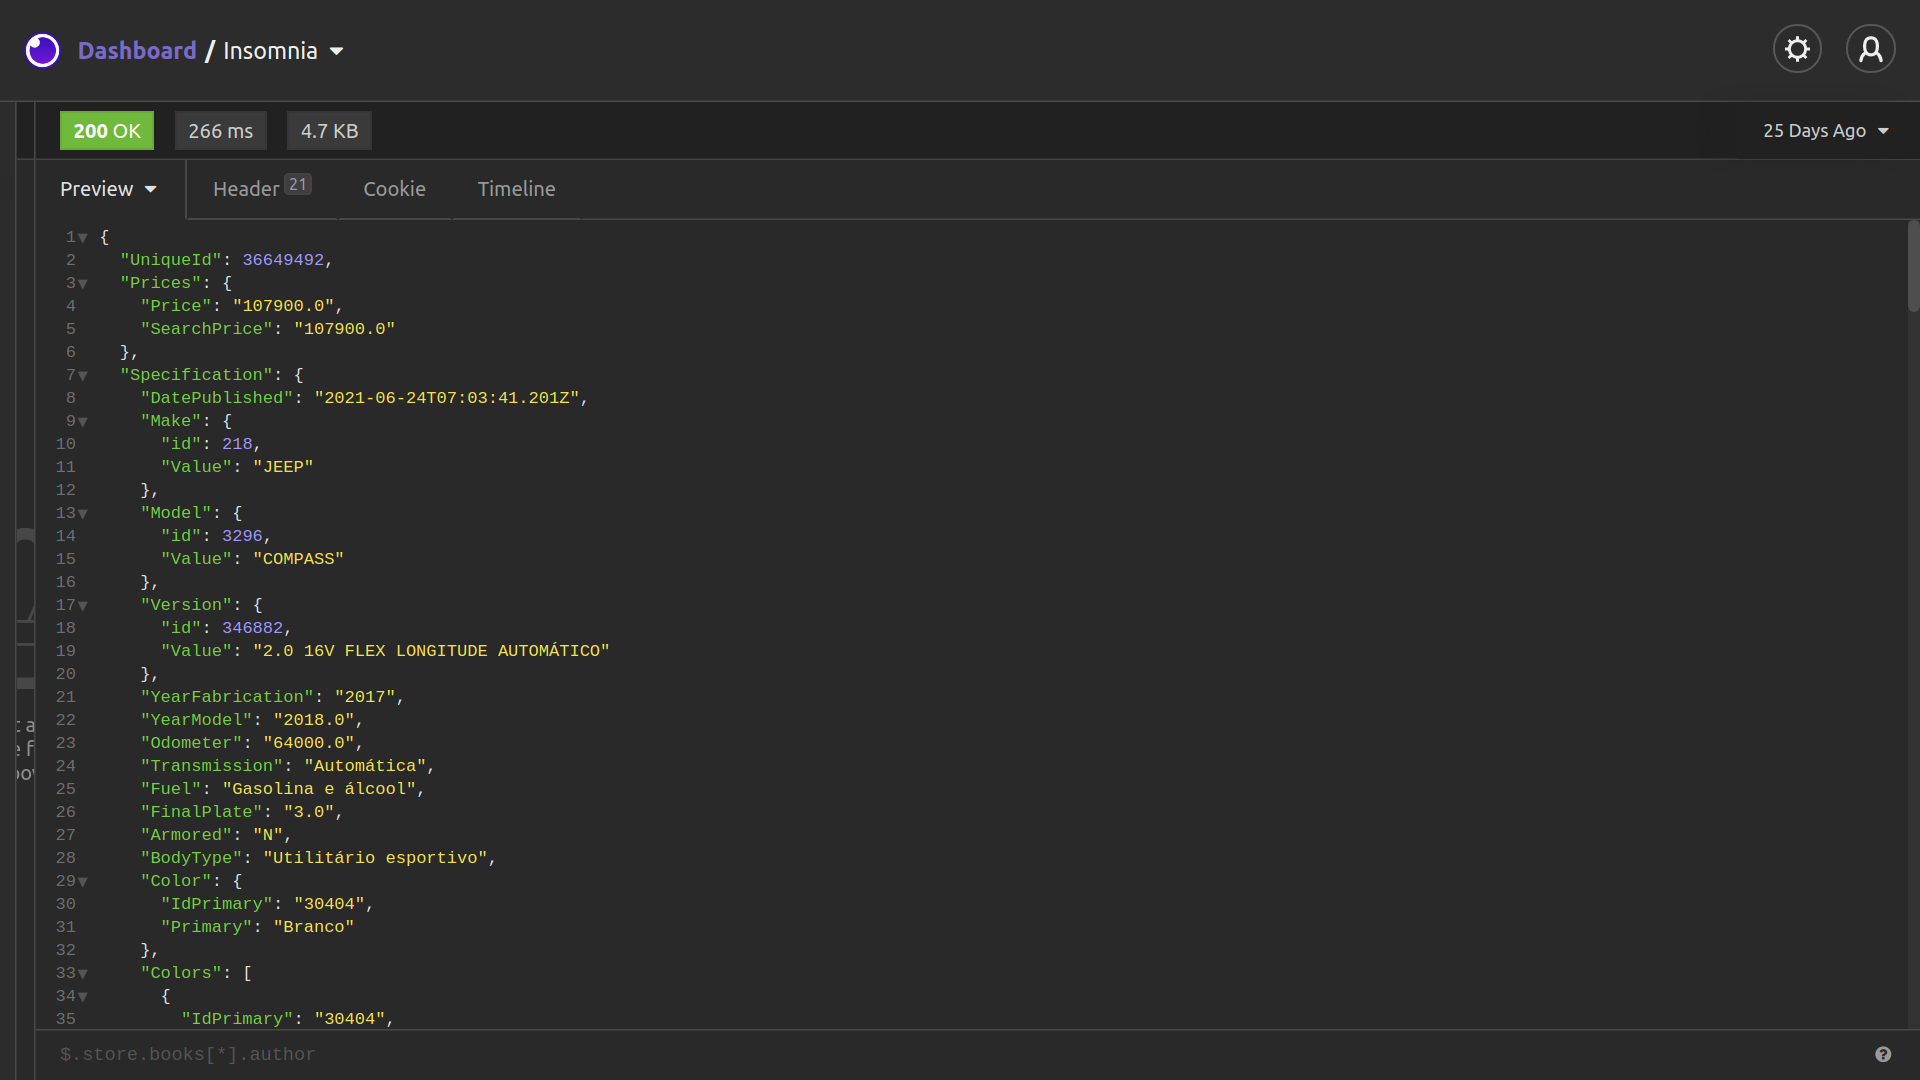 Dashboard / Insomnia
200 OK 266 ms 4.7 KB 25 Days Ago
Preview Header 21 Cookie Timeline
1 {
2 "UniqueId": 36649492,
3 "Prices": {
4 "Price": "107900.0",
5 "SearchPrice": "107900.0"
6 },
7 "Specification": {
8 "DatePublished": "2021-06-24T07:03:41.201Z",
9 "Make": {
10 "id": 218,
11 "Value": "JEEP"
12 },
13 "Model": {
14 "id": 3296,
15 "Value": "COMPASS"
16 },
17 "Version": {
18 "id": 346882,
19 "Value": "2.0 16V FLEX LONGITUDE AUTOMÁTICO"
20 },
21 "YearFabrication": "2017",
22 "YearModel": "2018.0",
23 "Odometer": "64000.0",
24 "Transmission": "Automática",
25 "Fuel": "Gasolina e álcool",
26 "FinalPlate": "3.0",
27 "Armored": "N",
28 "BodyType": "Utilitário esportivo",
29 "Color": {
30 "IdPrimary": "30404",
31 "Primary": "Branco"
32 },
33 "Colors": [
34 {
35 "IdPrimary": "30404",
$.store.books[*].author